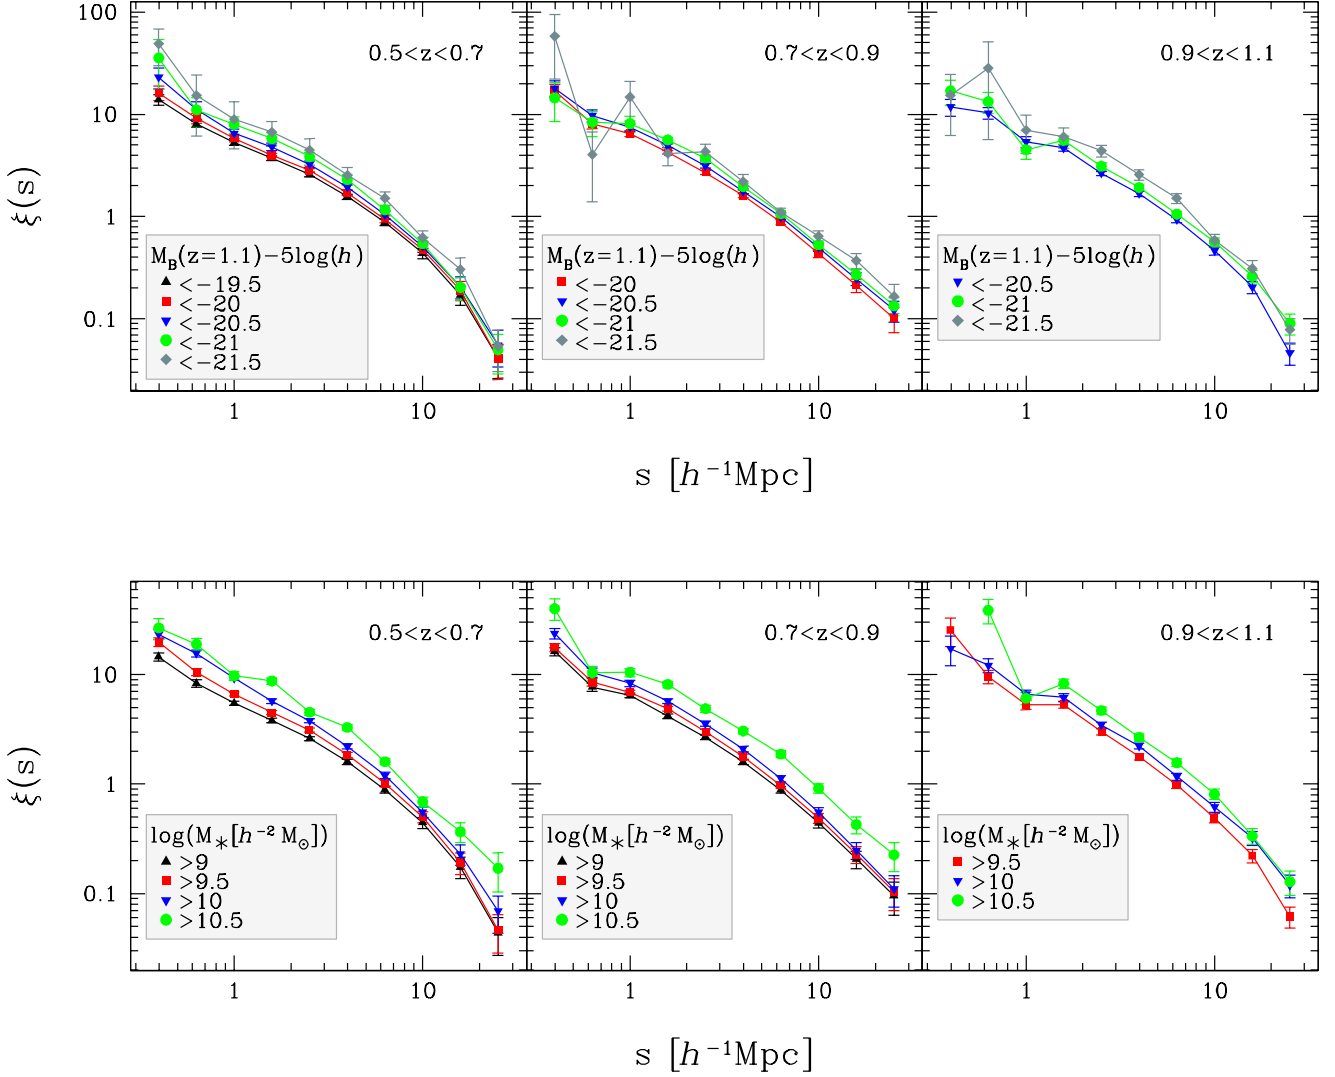 100
10
1
0.1
ξ(s)
0.5<z<0.7
M_B(z=1.1)−5log(h)
<−19.5
<−20
<−20.5
<−21
<−21.5
0.7<z<0.9
M_B(z=1.1)−5log(h)
<−20
<−20.5
<−21
<−21.5
0.9<z<1.1
M_B(z=1.1)−5log(h)
<−20.5
<−21
<−21.5
1 10 1 10 1 10
s [h⁻¹Mpc]
10
1
0.1
ξ(s)
0.5<z<0.7
log(M_*[h⁻² M_⊙])
>9
>9.5
>10
>10.5
0.7<z<0.9
log(M_*[h⁻² M_⊙])
>9
>9.5
>10
>10.5
0.9<z<1.1
log(M_*[h⁻² M_⊙])
>9.5
>10
>10.5
1 10 1 10 1 10
s [h⁻¹Mpc]